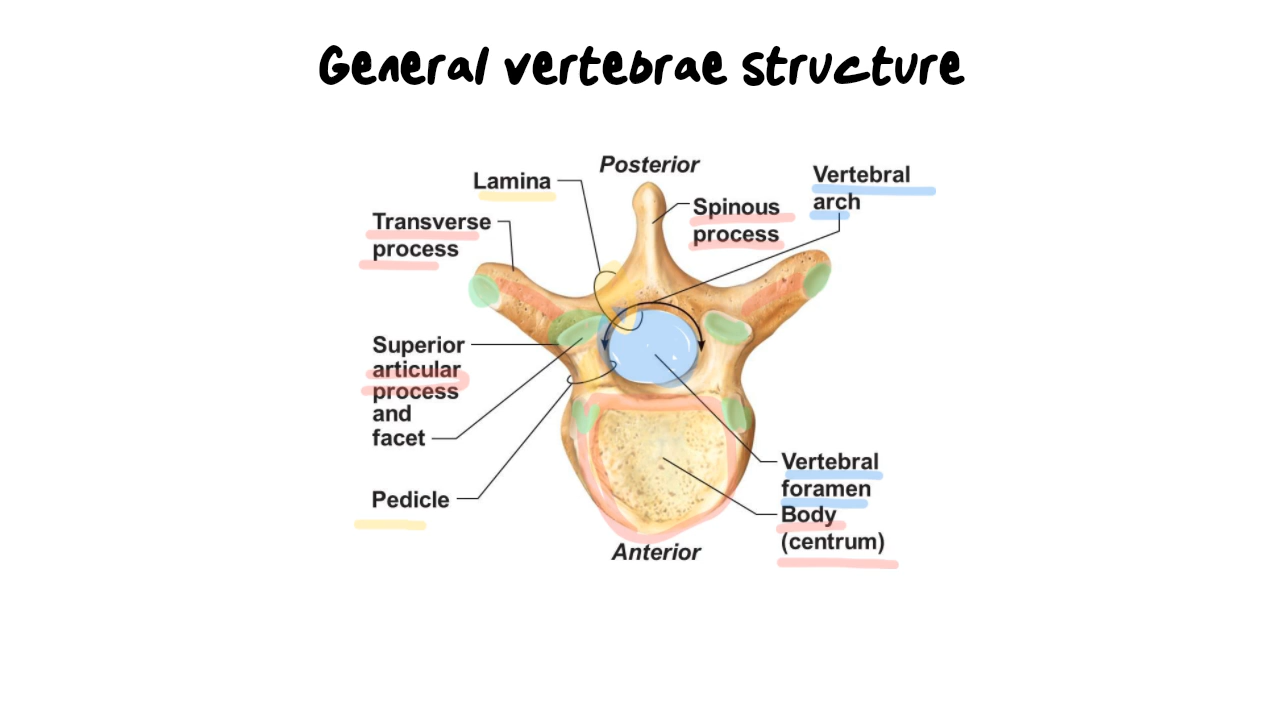 General vertebrae structure
Posterior
Lamina
Vertebral
arch
Spinous
process
Transverse
process
Superior
articular
process
and
facet
Pedicle
Vertebral
foramen
Body
(centrum)
Anterior